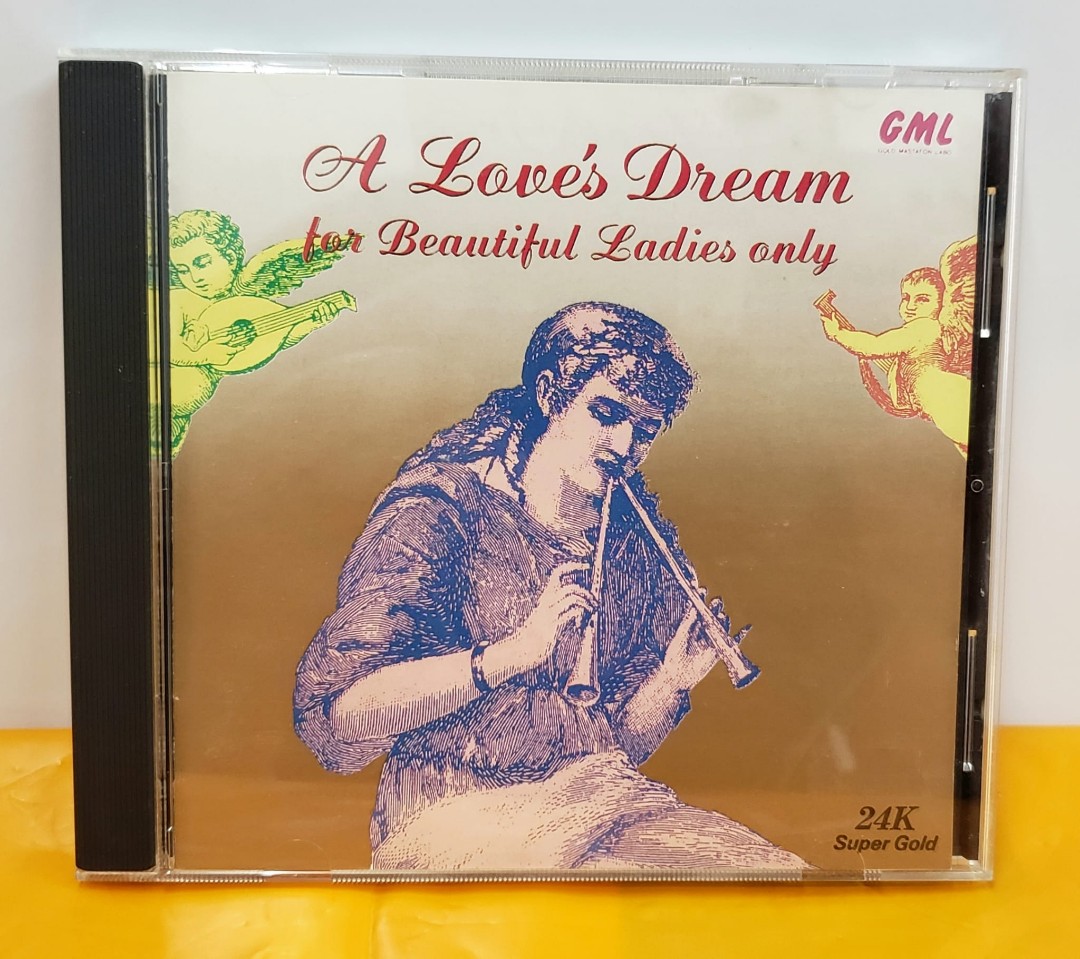 GML
A Love's Dream
for Beautiful Ladies only
24K
Super Gold